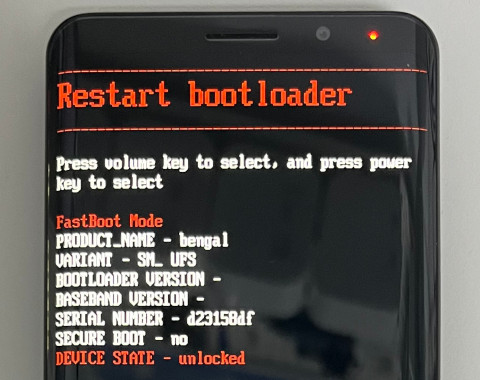 Restart bootloader
Press volume key to select, and press power
key to select
FastBoot Mode
PRODUCT_NAME - bengal
VARIANT - SM_ UFS
BOOTLOADER VERSION -
BASEBAND VERSION -
SERIAL NUMBER - d23158df
SECURE BOOT - no
DEVICE STATE - unlocked